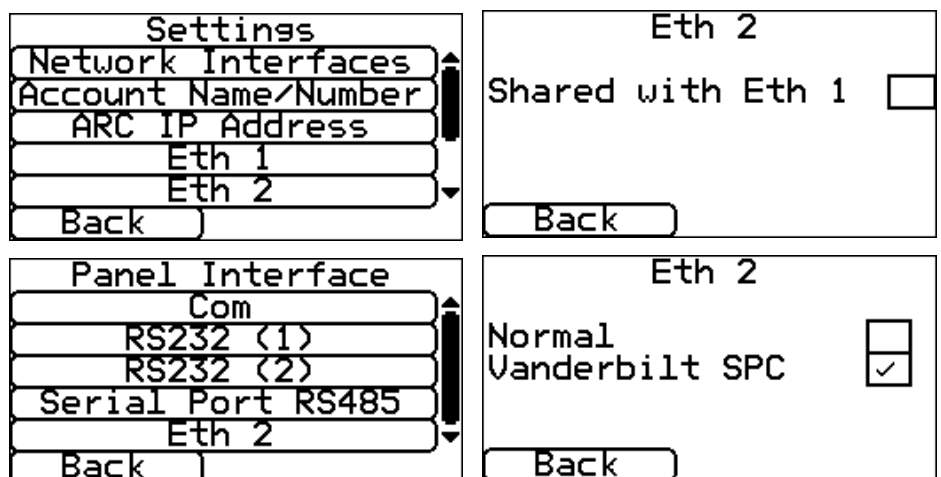 Settings
Network Interfaces
Account Name/Number
ARC IP Address
Eth 1
Eth 2
Back
Eth 2
Shared with Eth 1
Back
Panel Interface
Com
RS232 (1)
RS232 (2)
Serial Port RS485
Eth 2
Back
Eth 2
Normal
Vanderbilt SPC
Back